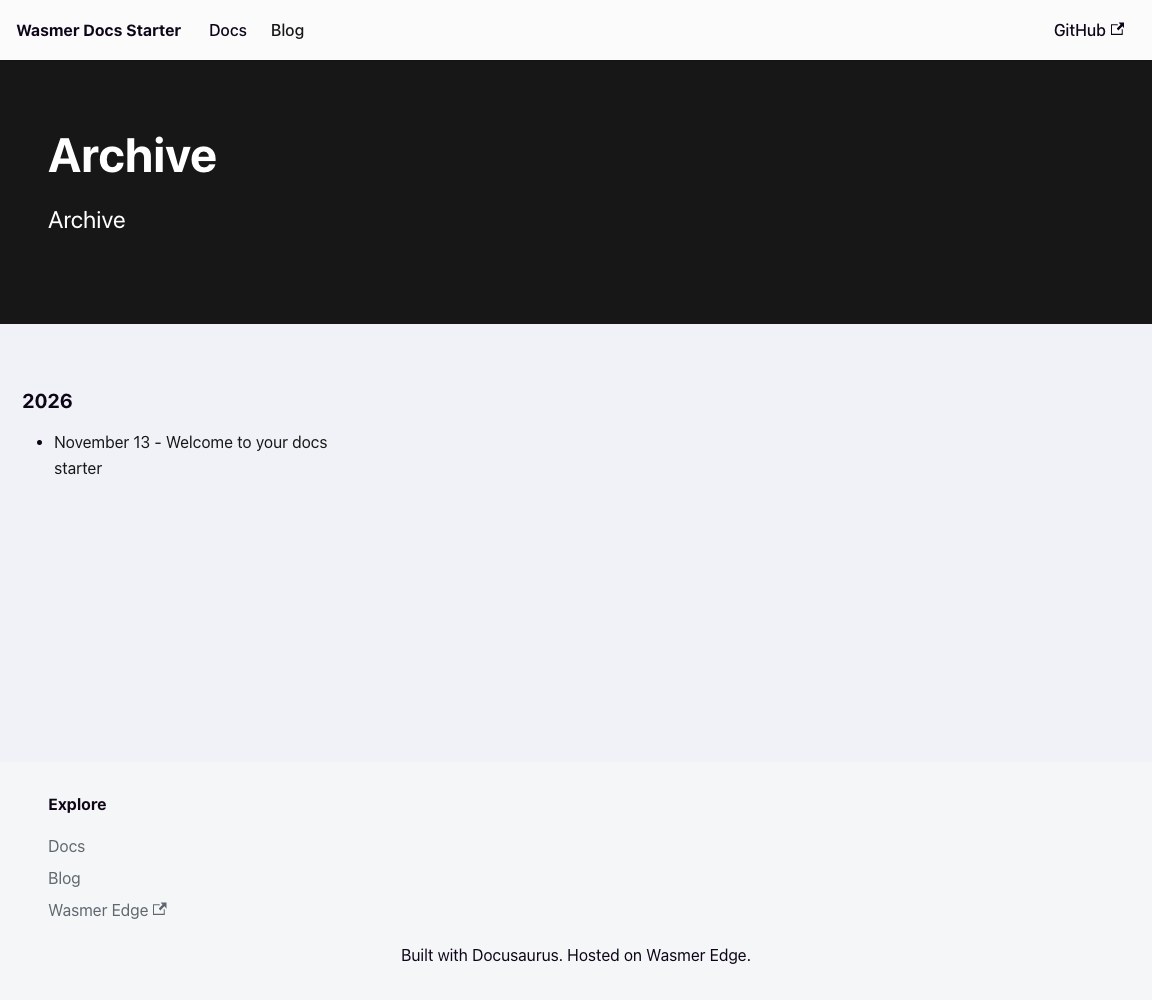 Wasmer Docs Starter Docs Blog GitHub
Archive
Archive
2026
November 13 - Welcome to your docs
starter
Explore
Docs
Blog
Wasmer Edge
Built with Docusaurus. Hosted on Wasmer Edge.